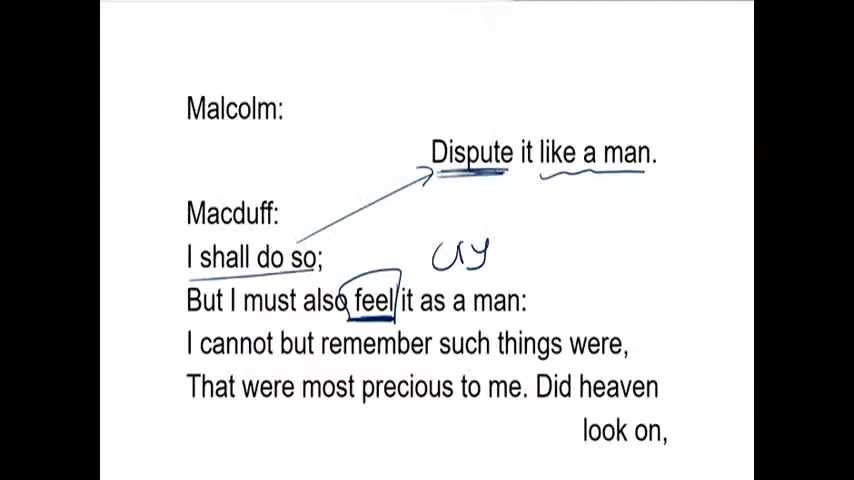 Malcolm:
Dispute it like a man.
Macduff:
I shall do so;
But I must also feel it as a man:
I cannot but remember such things were,
That were most precious to me. Did heaven
look on,